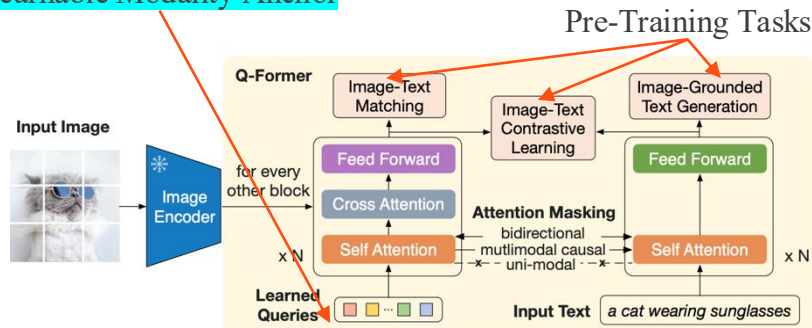 Modality Anchor
Pre-Training Tasks
Q-Former
Image-Text
Matching
Image-Text
Contrastive
Learning
Image-Grounded
Text Generation
Input Image
Image
Encoder
for every
other block
Feed Forward
Cross Attention
Self Attention
x N
Attention Masking
bidirectional
mutlimodal causal
uni-modal
x
x
Feed Forward
Self Attention
x N
Learned
Queries
...
Input Text
a cat wearing sunglasses